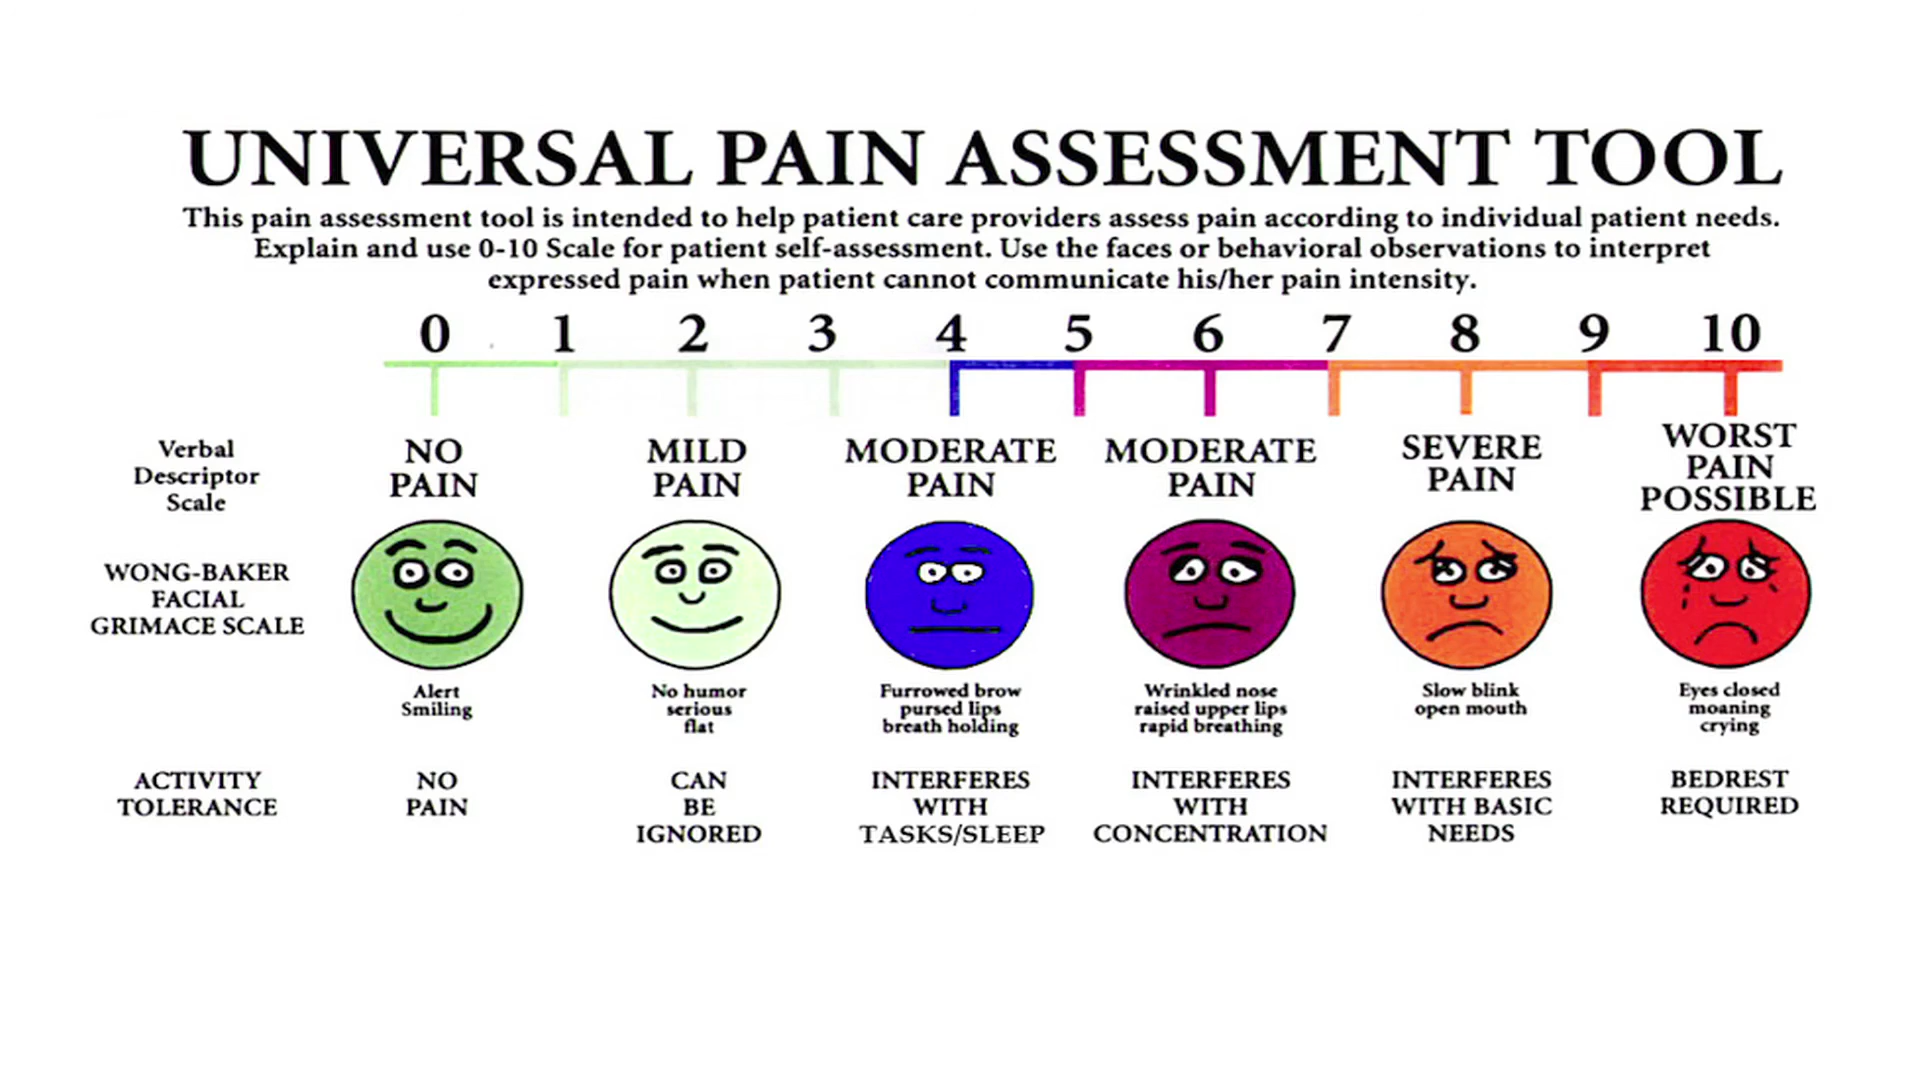 UNIVERSAL PAIN ASSESSMENT TOOL
This pain assessment tool is intended to help patient care providers assess pain according to individual patient needs.
Explain and use 0-10 Scale for patient self-assessment. Use the faces or behavioral observations to interpret
expressed pain when patient cannot communicate his/her pain intensity.
0 1 2 3 4 5 6 7 8 9 10
Verbal
Descriptor
Scale
NO
PAIN
MILD
PAIN
MODERATE
PAIN
MODERATE
PAIN
SEVERE
PAIN
WORST
PAIN
POSSIBLE
WONG-BAKER
FACIAL
GRIMACE SCALE
Alert
Smiling
No humor
serious
flat
Furrowed brow
pursed lips
breath holding
Wrinkled nose
raised upper lips
rapid breathing
Slow blink
open mouth
Eyes closed
moaning
crying
ACTIVITY
TOLERANCE
NO
PAIN
CAN
BE
IGNORED
INTERFERES
WITH
TASKS/SLEEP
INTERFERES
WITH
CONCENTRATION
INTERFERES
WITH BASIC
NEEDS
BEDREST
REQUIRED